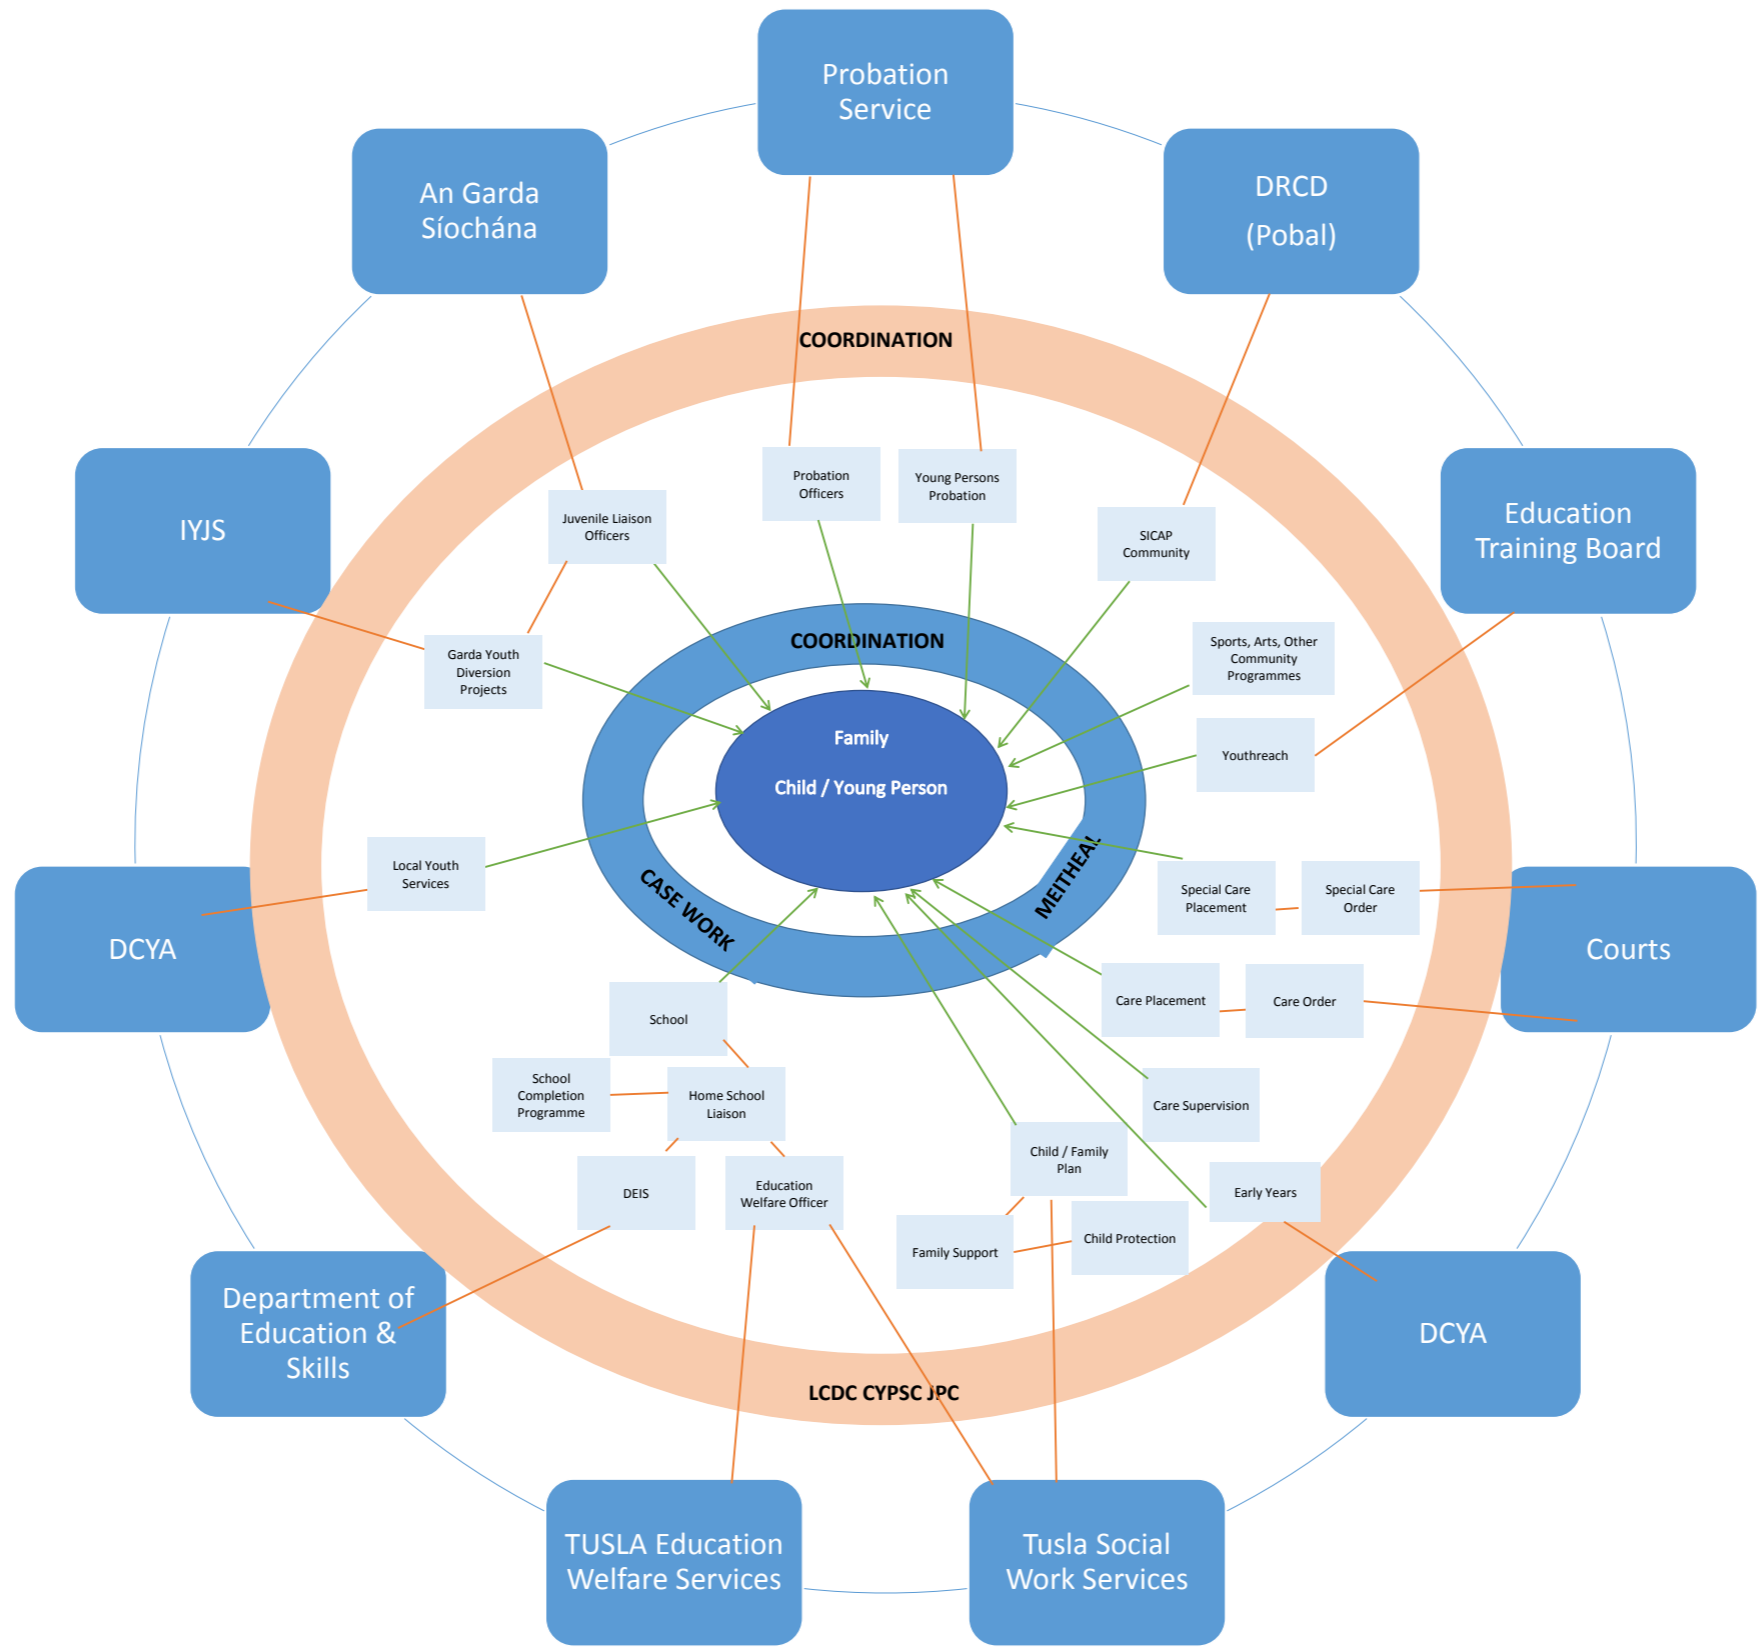 Probation
Service
An Garda
Síochána
DRCD
(Pobal)
COORDINATION
IYJS
Education
Training Board
Probation
Officers
Young Persons
Probation
Juvenile Liaison
Officers
SICAP
Community
COORDINATION
Garda Youth
Diversion
Projects
Sports, Arts, Other
Community
Programmes
Family
Child / Young Person
Youthreach
Local Youth
Services
CASE WORK
MEITHEAL
Special Care
Placement
Special Care
Order
DCYA
Courts
School
Care Placement
Care Order
School
Completion
Programme
Home School
Liaison
Care Supervision
Child / Family
Plan
DEIS
Education
Welfare Officer
Early Years
Family Support
Child Protection
Department of
Education &
Skills
DCYA
LCDC CYPSC JPC
TUSLA Education
Welfare Services
Tusla Social
Work Services